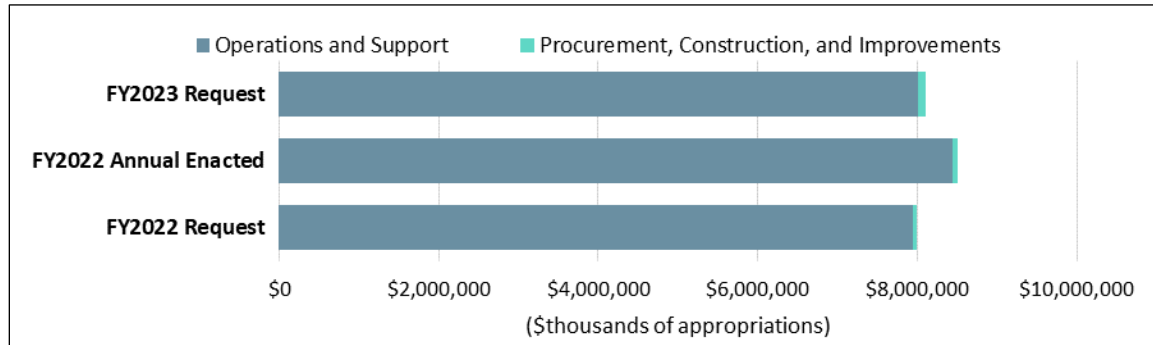 Operations and Support Procurement, Construction, and Improvements
FY2023 Request
FY2022 Annual Enacted
FY2022 Request
$0 $2,000,000 $4,000,000 $6,000,000 $8,000,000 $10,000,000
($thousands of appropriations)